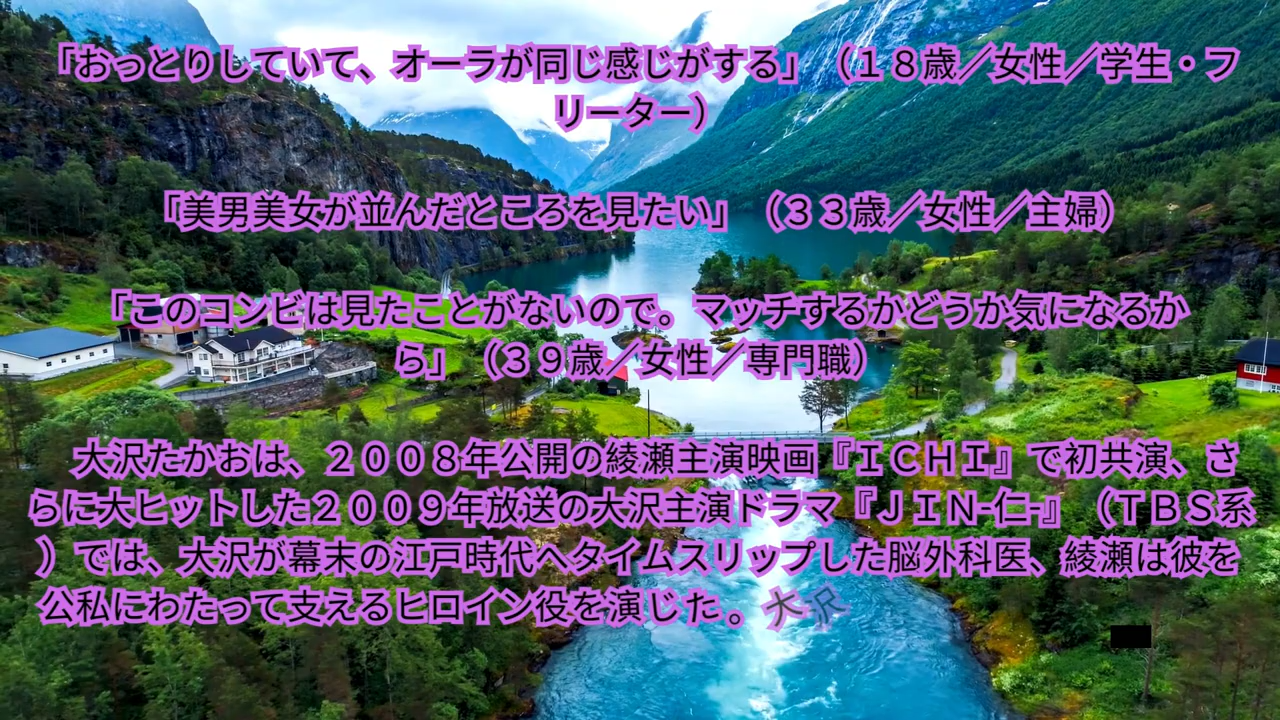 「おっとりしていて、オーラが同じ感じがする」（１８歳／女性／学生・フ
リーター）
「美男美女が並んだところを見たい」（３３歳／女性／主婦）
「このコンビは見たことがないので。マッチするかどうか気になるか
ら」（３９歳／女性／専門職）
大沢たかおは、２００８年公開の綾瀬主演映画『ＩＣＨＩ』で初共演、さ
らに大ヒットした２００９年放送の大沢主演ドラマ『ＪＩＮ-仁-』（ＴＢＳ系
）では、大沢が幕末の江戸時代へタイムスリップした脳外科医、綾瀬は彼を
公私にわたって支えるヒロイン役を演じた。大沢